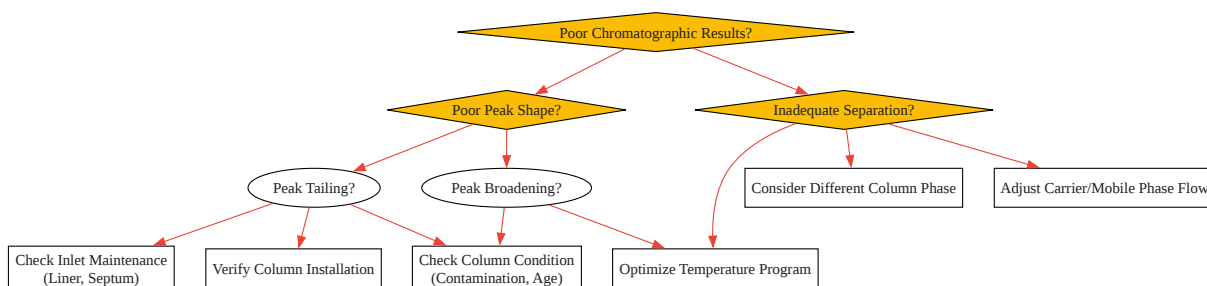 Poor Chromatographic Results?
Poor Peak Shape?
Inadequate Separation?
Peak Tailing?
Peak Broadening?
Consider Different Column Phase
Adjust Carrier/Mobile Phase Flow
Check Inlet Maintenance
(Liner, Septum)
Verify Column Installation
Check Column Condition
(Contamination, Age)
Optimize Temperature Program